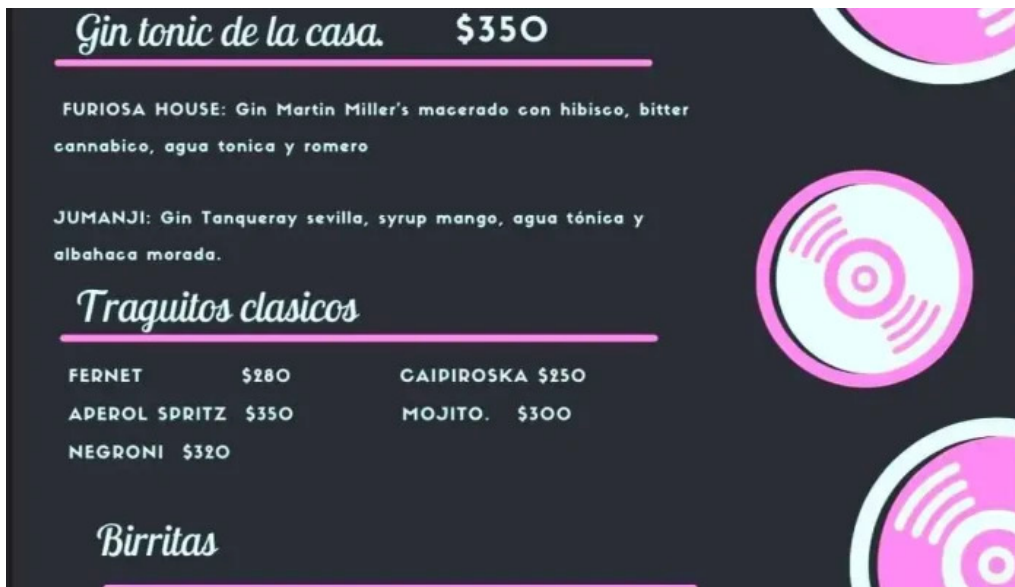 Gin tonic de la casa. $350
FURIOSA HOUSE: Gin Martin Miller's macerado con hibisco, bitter
cannabico, agua tonica y romero
JUMANJI: Gin Tanqueray sevilla, syrup mango, agua tónica y
albahaca morada.
Traguitos clasicos
FERNET $280 CAIPIROSKA $250
APEROL SPRITZ $350 MOJITO. $300
NEGRONI $320
Birritas